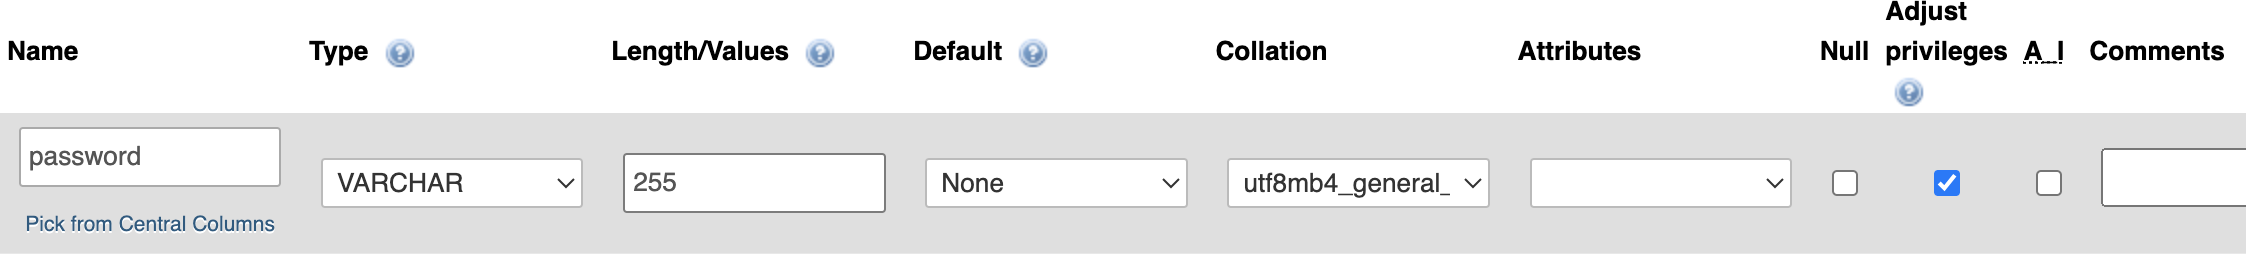 Name Type Length/Values Default Collation Attributes Null Adjust privileges A_I Comments
password VARCHAR 255 None utf8mb4_general_
Pick from Central Columns